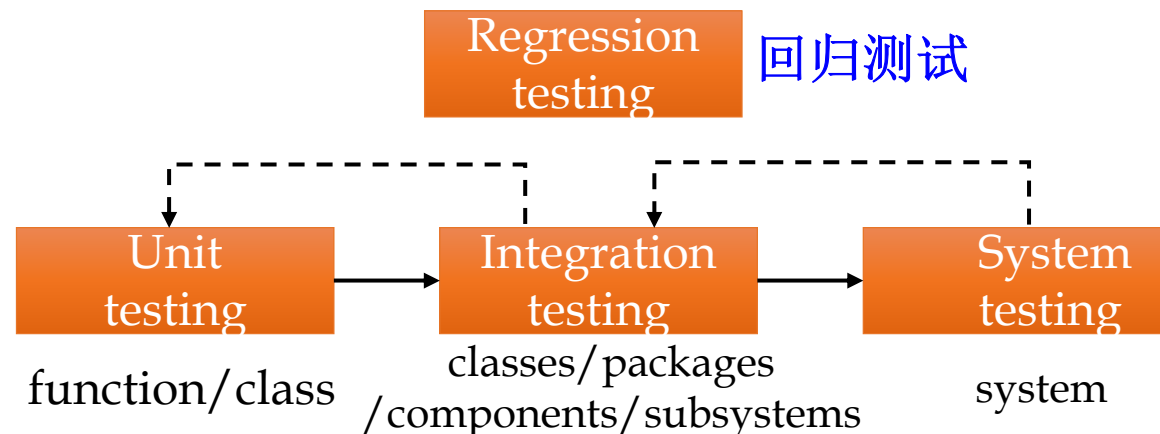 Regression
testing
回归测试
Unit
testing
Integration
testing
System
testing
function/class
classes/packages
/components/subsystems
system